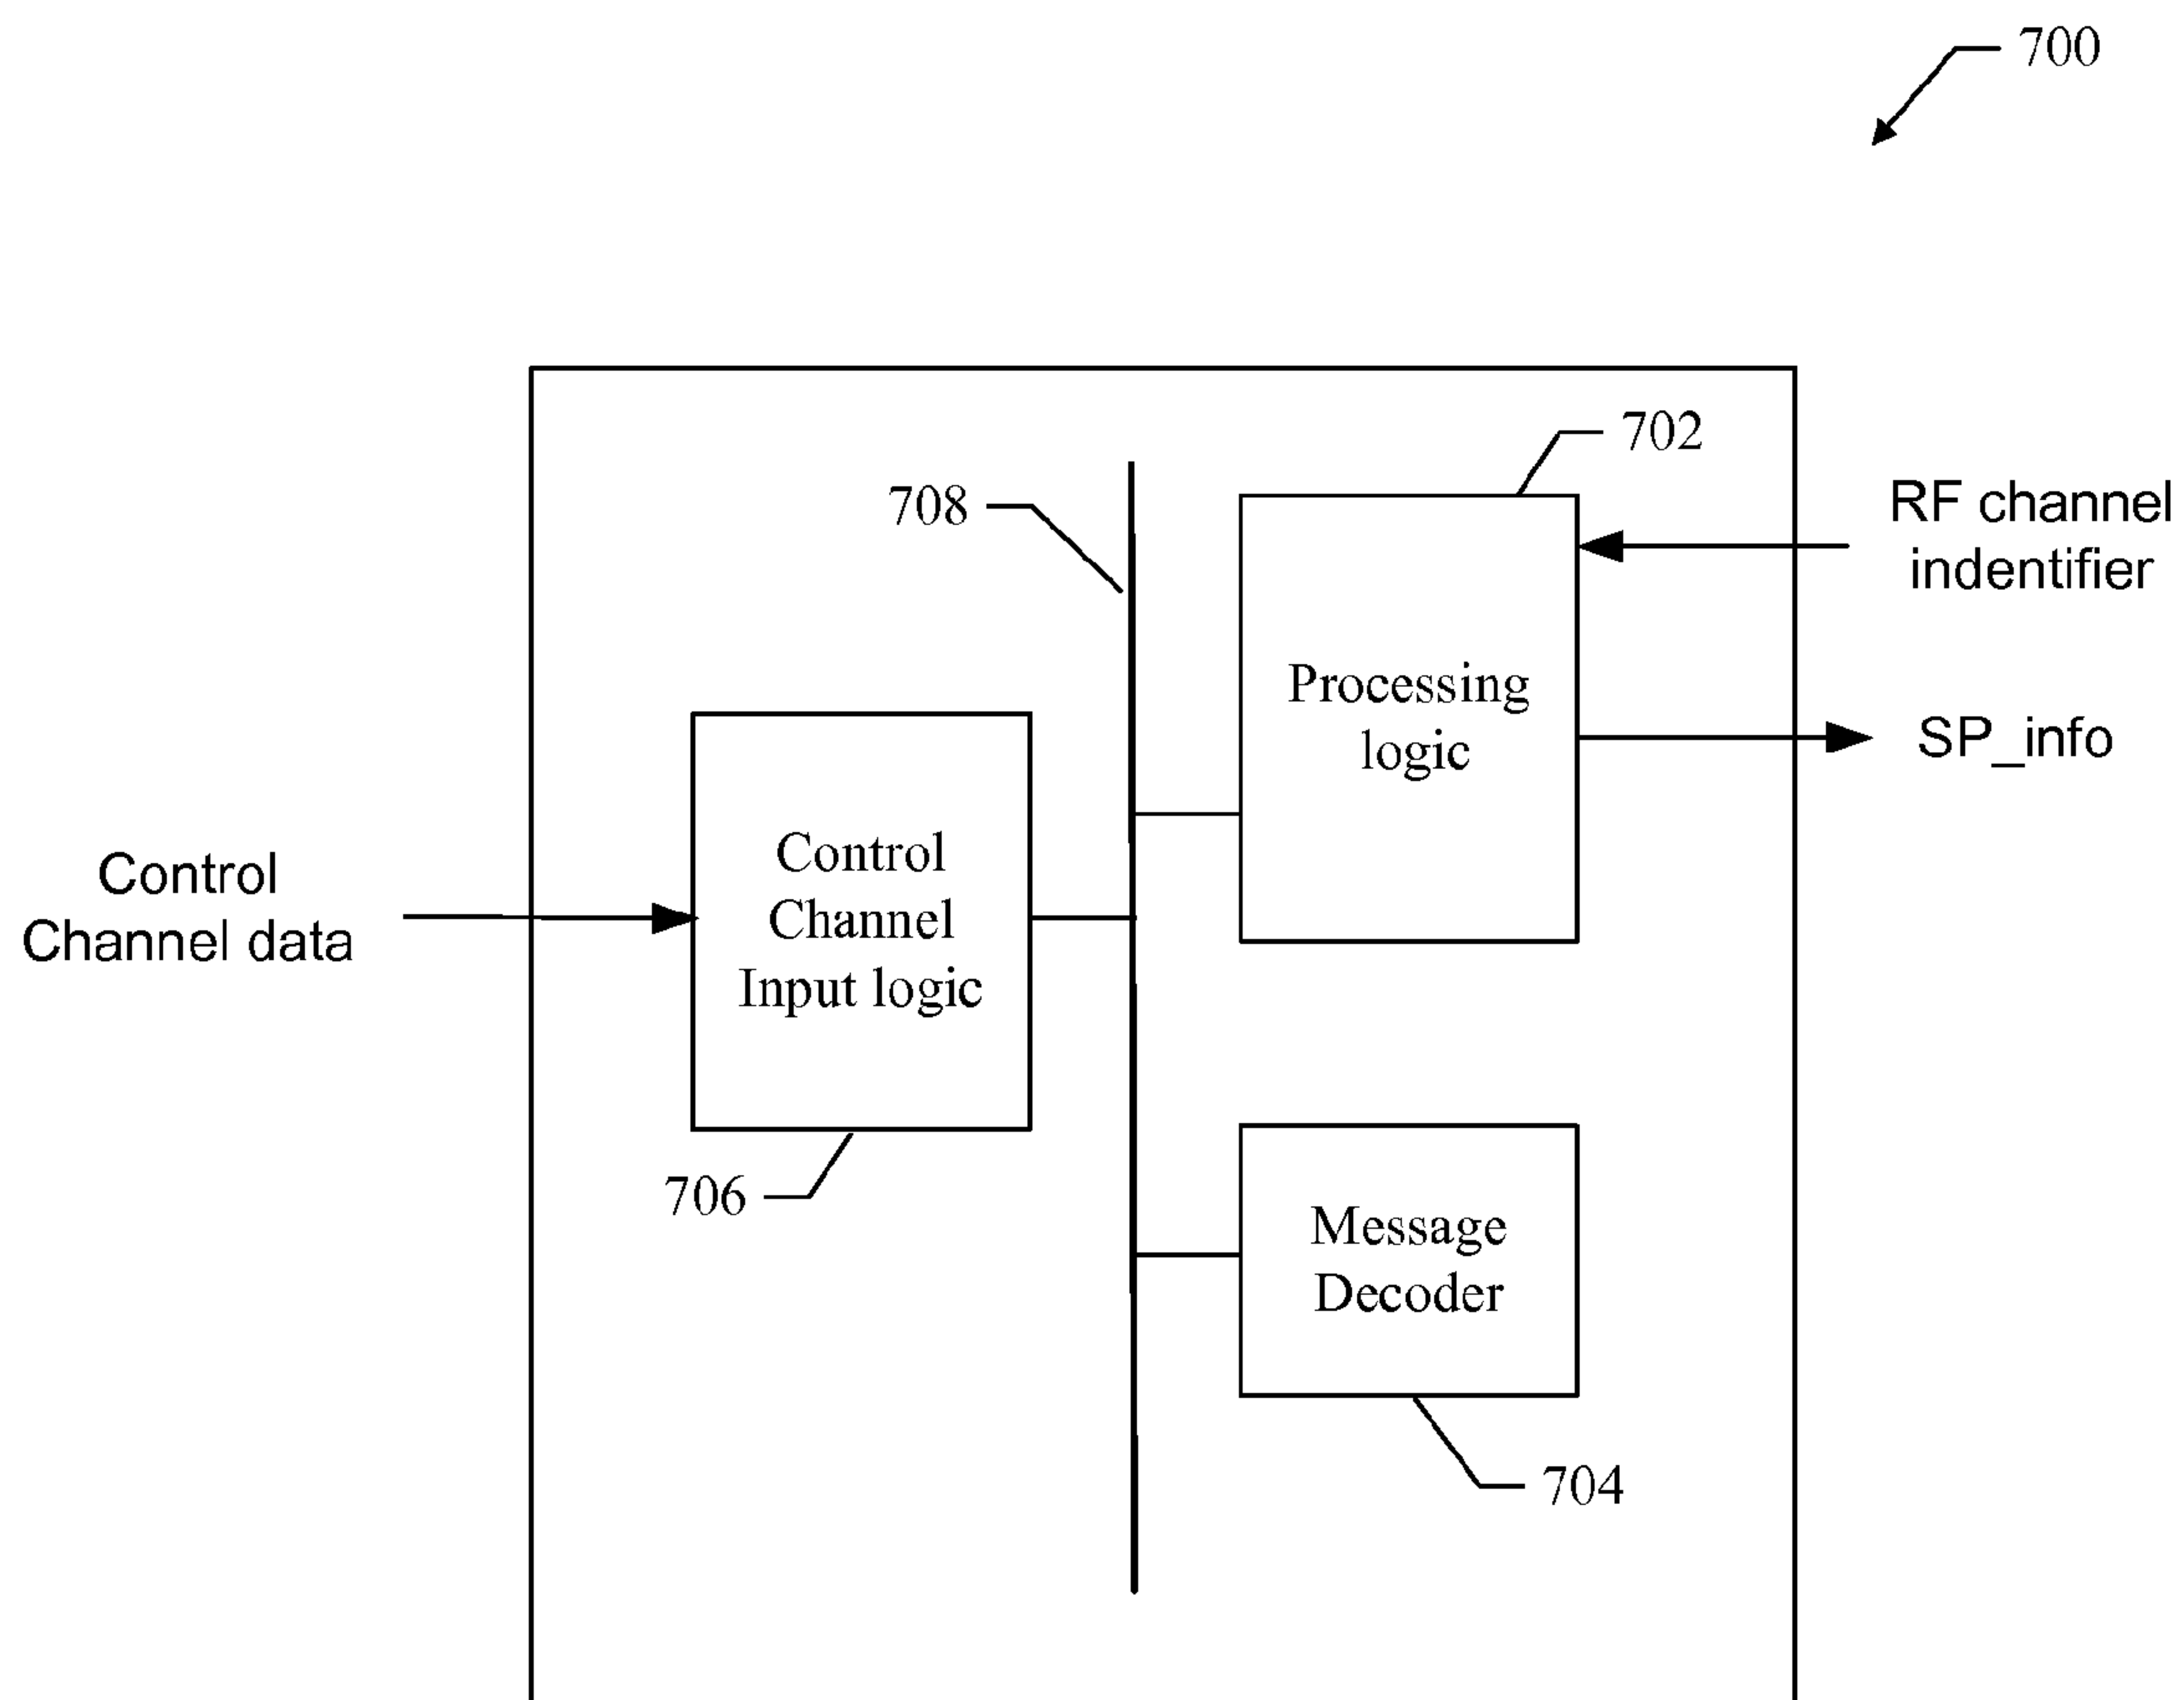 700
702
708
RF channel
indentifier
Processing
logic
SP_info
Control
Channel
Input logic
Control
Channel data
706
Message
Decoder
704